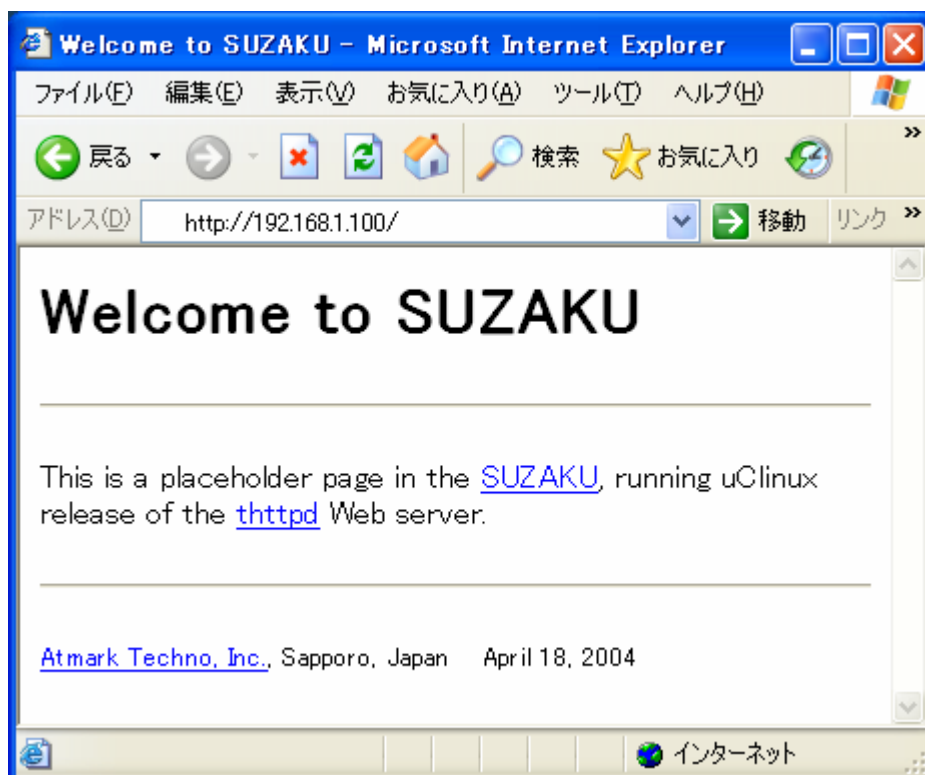 Welcome to SUZAKU - Microsoft Internet Explorer
ファイル(F) 編集(E) 表示(V) お気に入り(A) ツール(T) ヘルプ(H)
戻る 検索 お気に入り »
アドレス(D) http://192.168.1.100/ 移動 リンク »
Welcome to SUZAKU
This is a placeholder page in the SUZAKU, running uClinux
release of the thttpd Web server.
Atmark Techno, Inc., Sapporo, Japan April 18, 2004
インターネット